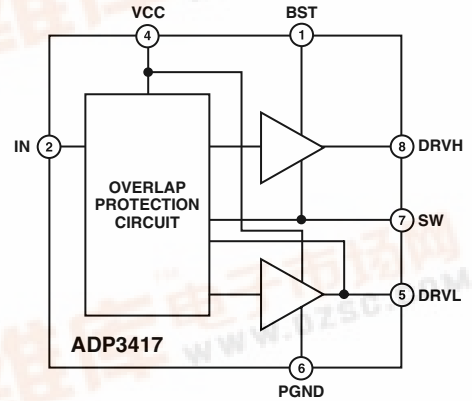 VCC
BST
4
1
IN
2
8
DRVH
OVERLAP
PROTECTION
CIRCUIT
7
SW
5
DRVL
ADP3417
6
PGND